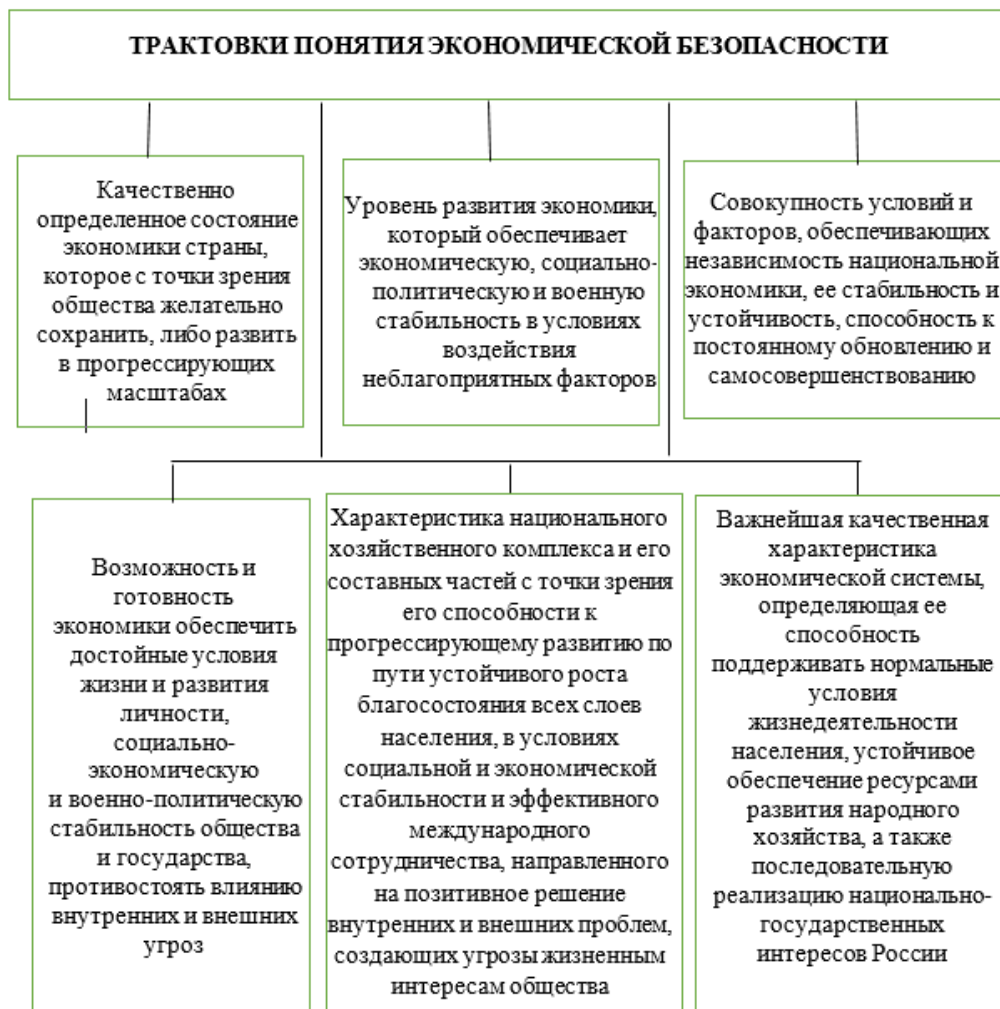 ТРАКТОВКИ ПОНЯТИЯ ЭКОНОМИЧЕСКОЙ БЕЗОПАСНОСТИ
Качественно
определенное состояние
экономики страны,
которое с точки зрения
общества желательно
сохранить, либо развить
в прогрессирующих
масштабах
Уровень развития экономики,
который обеспечивает
экономическую, социально-
политическую и военную
стабильность в условиях
воздействия
неблагоприятных факторов
Совокупность условий и
факторов, обеспечивающих
независимость национальной
экономики, ее стабильность и
устойчивость, способность к
постоянному обновлению и
самосовершенствованию
Возможность и
готовность
экономики обеспечить
достойные условия
жизни и развития
личности,
социально-
экономическую
и военно-политическую
стабильность общества
и государства,
противостоять влиянию
внутренних и внешних
угроз
Характеристика национального
хозяйственного комплекса и его
составных частей с точки зрения
его способности к
прогрессирующему развитию по
пути устойчивого роста
благосостояния всех слоев
населения, в условиях
социальной и экономической
стабильности и эффективного
международного
сотрудничества, направленного
на позитивное решение
внутренних и внешних проблем,
создающих угрозы жизненным
интересам общества
Важнейшая качественная
характеристика
экономической системы,
определяющая ее
способность
поддерживать нормальные
условия
жизнедеятельности
населения, устойчивое
обеспечение ресурсами
развития народного
хозяйства, а также
последовательную
реализацию национально-
государственных
интересов России